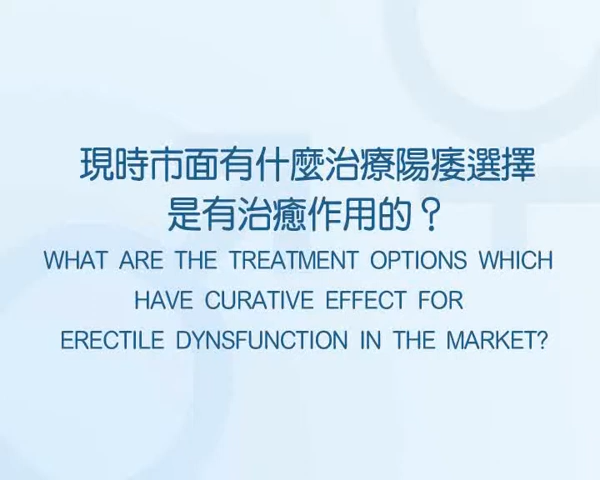 現時市面有什麼治療陽痿選擇
是有治癒作用的？
WHAT ARE THE TREATMENT OPTIONS WHICH
HAVE CURATIVE EFFECT FOR
ERECTILE DYNSFUNCTION IN THE MARKET?